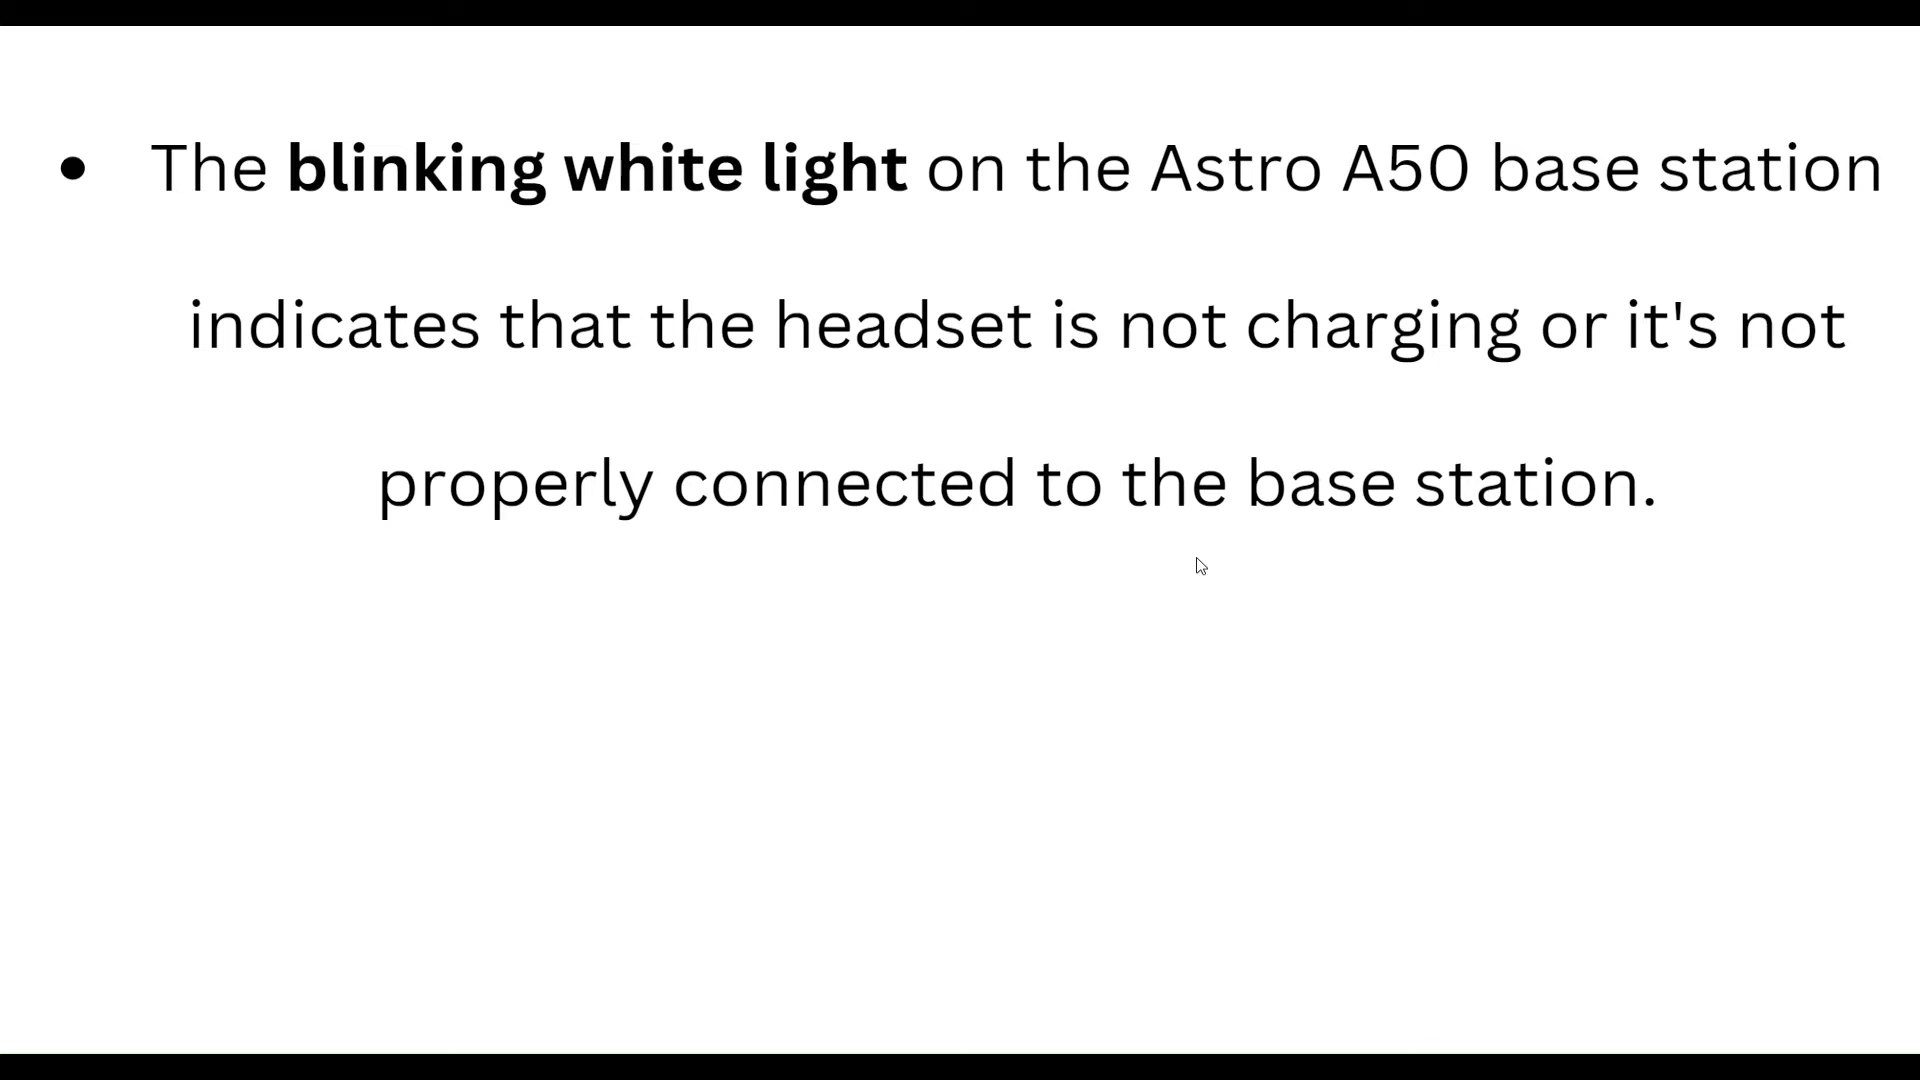 • The blinking white light on the Astro A50 base station
indicates that the headset is not charging or it's not
properly connected to the base station.